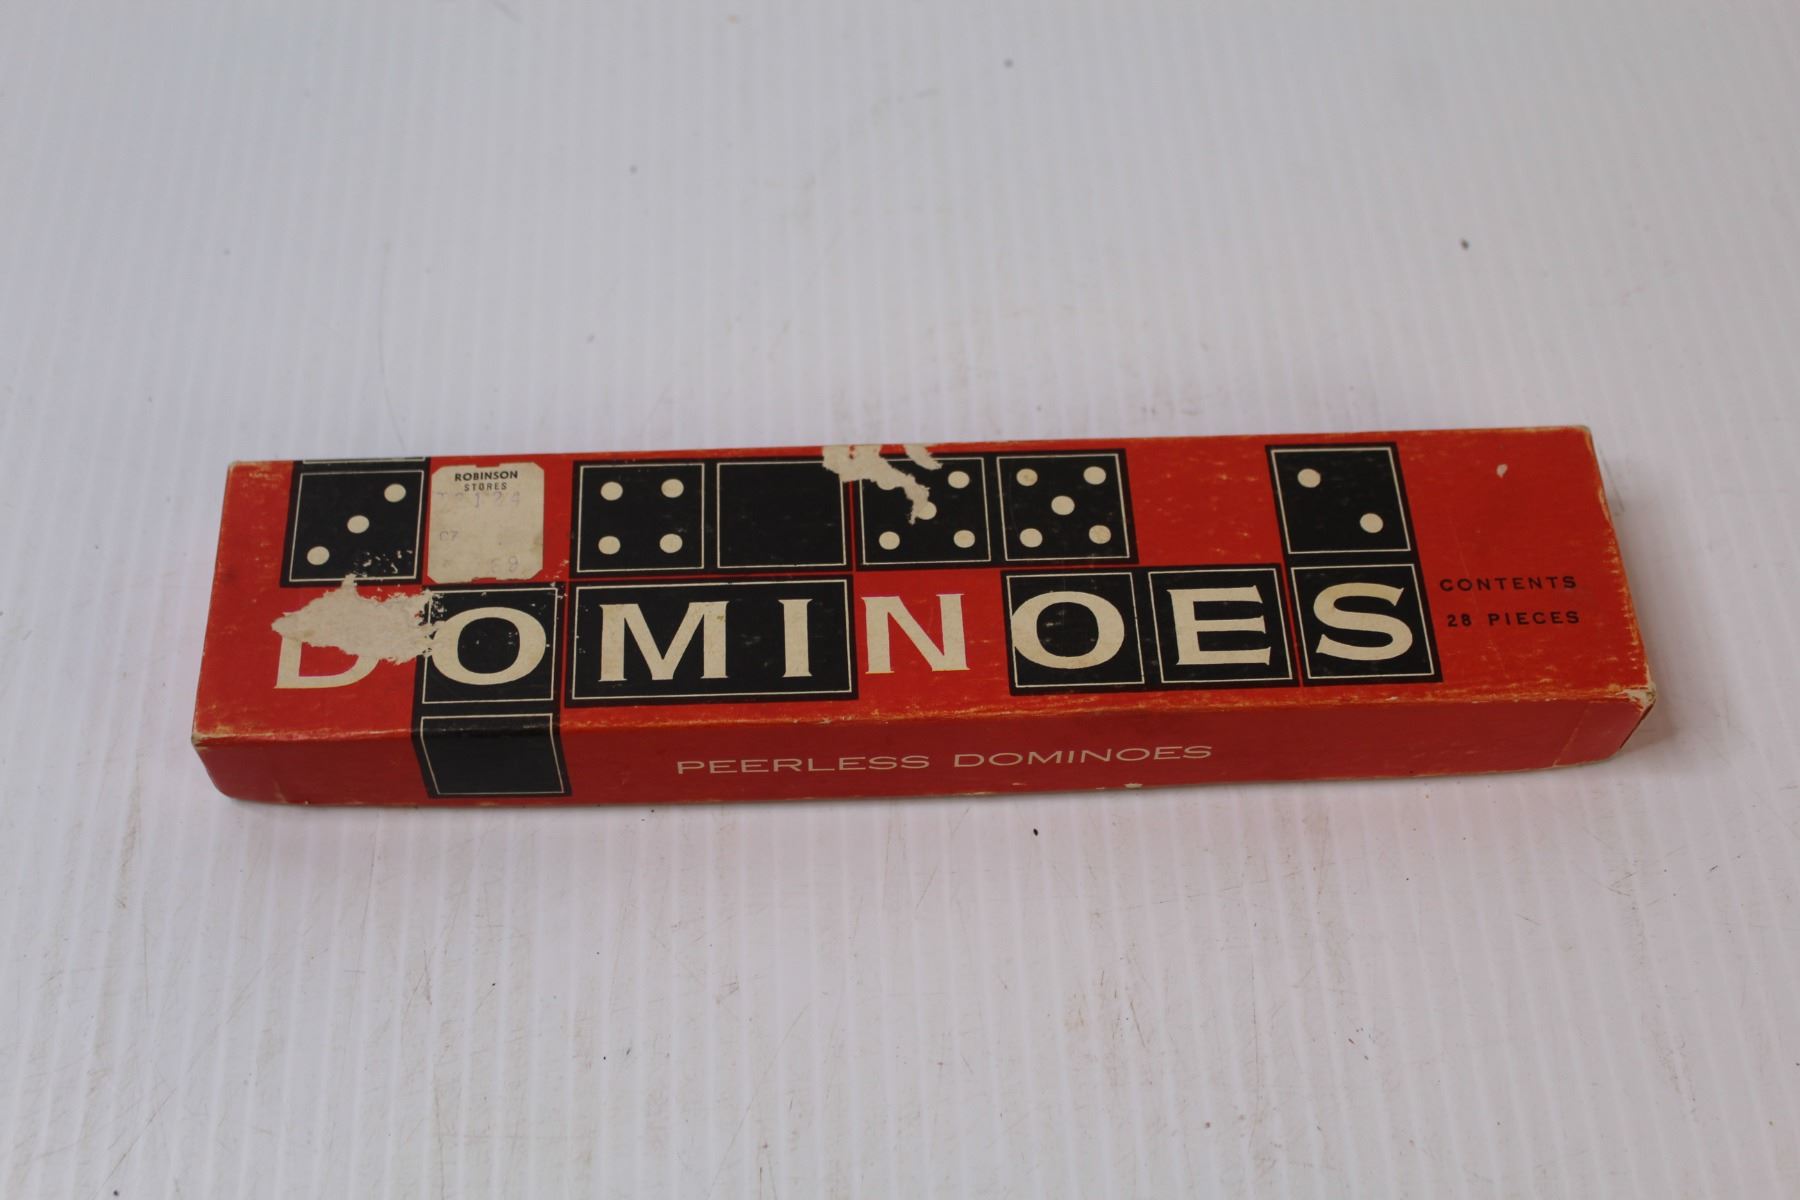 ROBINSON
STORES
DOMINOES
CONTENTS
28 PIECES
PEERLESS DOMINOES